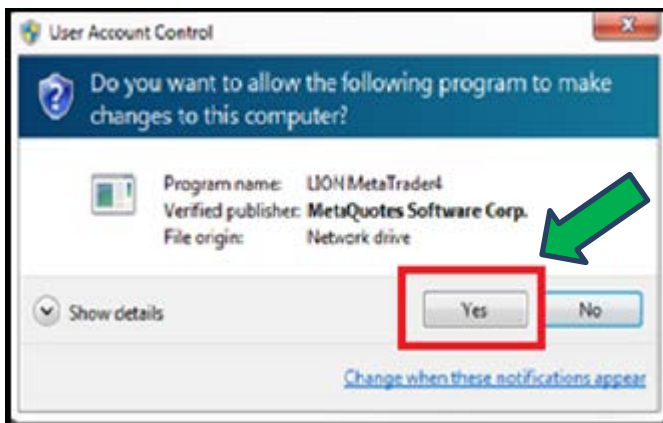 User Account Control
Do you want to allow the following program to make
changes to this computer?
Program name: LION MetaTrader4
Verified publisher: MetaQuotes Software Corp.
File origin: Network drive
Show details
Yes No
Change when these notifications appear